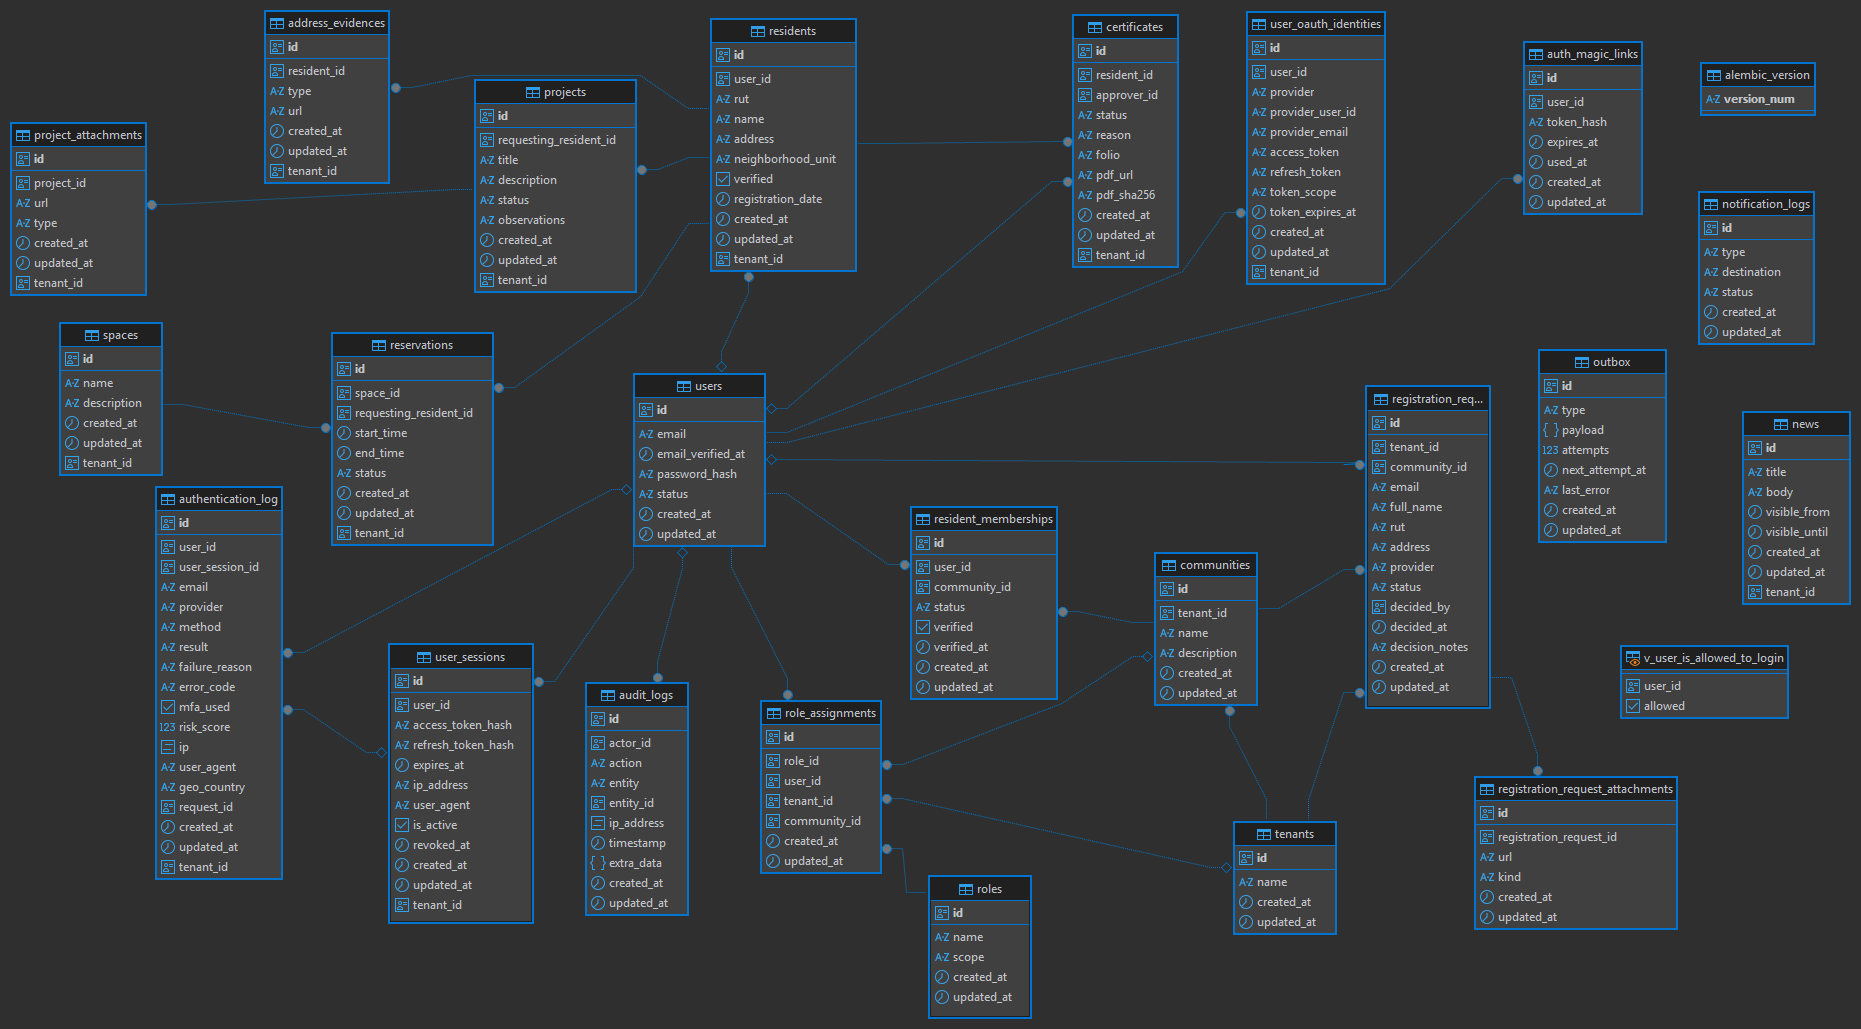 address_evidences
id
resident_id
type
url
created_at
updated_at
tenant_id
residents
id
user_id
rut
name
address
neighborhood_unit
verified
registration_date
created_at
updated_at
tenant_id
certificates
id
resident_id
approver_id
status
reason
folio
pdf_url
pdf_sha256
created_at
updated_at
tenant_id
user_oauth_identities
id
user_id
provider
provider_user_id
provider_email
access_token
refresh_token
token_scope
token_expires_at
created_at
updated_at
tenant_id
auth_magic_links
id
user_id
token_hash
expires_at
used_at
created_at
updated_at
alembic_version
version_num
projects
id
requesting_resident_id
title
description
status
observations
created_at
updated_at
tenant_id
project_attachments
id
project_id
url
type
created_at
updated_at
tenant_id
notification_logs
id
type
destination
status
created_at
updated_at
spaces
id
name
description
created_at
updated_at
tenant_id
reservations
id
space_id
requesting_resident_id
start_time
end_time
status
created_at
updated_at
tenant_id
users
id
email
email_verified_at
password_hash
status
created_at
updated_at
registration_req...
id
tenant_id
community_id
email
full_name
rut
address
provider
status
decided_by
decided_at
decision_notes
created_at
updated_at
outbox
id
type
payload
attempts
next_attempt_at
last_error
created_at
updated_at
news
id
title
body
visible_from
visible_until
created_at
updated_at
tenant_id
authentication_log
id
user_id
user_session_id
email
provider
method
result
failure_reason
error_code
mfa_used
risk_score
ip
user_agent
geo_country
request_id
created_at
updated_at
tenant_id
resident_memberships
id
user_id
community_id
status
verified
verified_at
created_at
updated_at
communities
id
tenant_id
name
description
created_at
updated_at
user_sessions
id
user_id
access_token_hash
refresh_token_hash
expires_at
ip_address
user_agent
is_active
revoked_at
created_at
updated_at
tenant_id
audit_logs
id
actor_id
action
entity
entity_id
ip_address
timestamp
extra_data
created_at
updated_at
role_assignments
id
role_id
user_id
tenant_id
community_id
created_at
updated_at
v_user_is_allowed_to_login
user_id
allowed
registration_request_attachments
id
registration_request_id
url
kind
created_at
updated_at
tenants
id
name
created_at
updated_at
roles
id
name
scope
created_at
updated_at